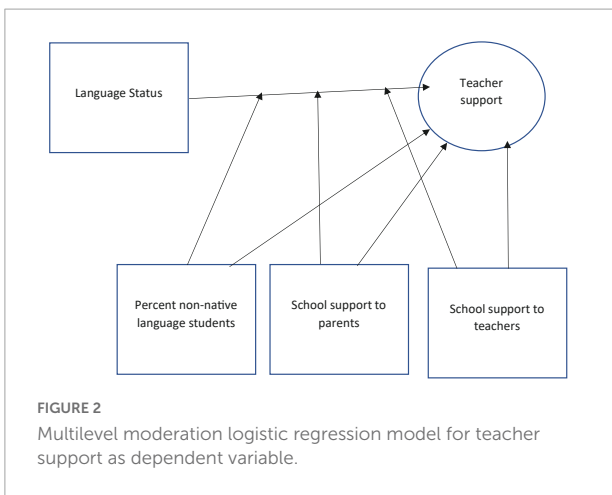 Language Status
Teacher
support
Percent non-native
language students
School support to
parents
School support to
teachers
FIGURE 2
Multilevel moderation logistic regression model for teacher
support as dependent variable.